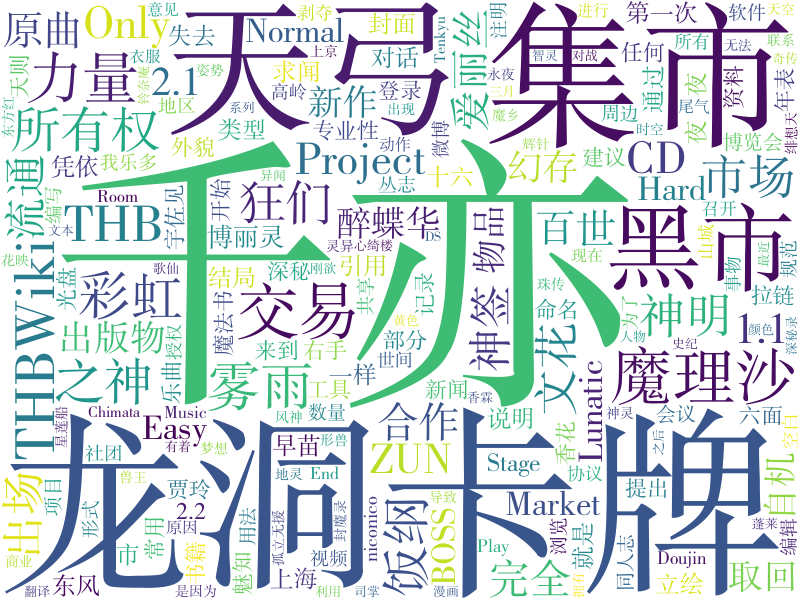 天弓
集市
千亦
黑市
龙洞
卡牌
原曲
Only
力量
所有权
失去
Normal
封面
第一次
软件
天空
意见
剥夺
注明
进行
奇传
衣服
上京
姿势
对话
任何
所有
无法
智灵
对战
联系
2.1
求闻
登录
爱丽丝
天则
地区
高岭
新作
微博
Tenkyu
永夜
三月
通过
资料
年表
类型
专业性
周边
夜
夜
尾气
东方红
魔乡
系列
出现
外貌
Project
幻存
建议
博览会
时空
绯想天
凭依
我乐多
动作
辉针
CD
流通
编写
宇佐见
开始
Room
狂们
丛志
十六
异闻
Hard
市场
召开
山城
THB
博丽灵
醉蝶华
物品
百世
文本
灵异心绮楼
DS
现在
最近
事物
规范
THBWiki
花映
光盘
彩虹
结局
深秘
引用
记录
歌仙
刚欲
神签
命名
神明
拉链
珠传
为了
交易
魔法书
共享
授权
黄色
文花
1.1
人物
颜色
深秘录
出版物
来到
右手
部分
一样
世间
史纪
之神
雾雨
乐曲
工具
新闻
香霖
魔理沙
星莲船
Chimata
Music
风神
数量
合作
说明
神灵
会议
六面
有着
形兽
Easy
早苗
Lunatic
香花
协议
之后
空白
社团
兽王
梦想
地灵
End
ZUN
Stage
自机
出场
项目
贾玲
封魔录
提出
编辑
蓬莱
形式
2.2
孤立无援
niconico
导致
BOSS
Market
浏览
就是
Doujin
常用
原因
用法
视频
饭纲
Play
市
魅知
书籍
上海
同人志
商业
东风
翻译
是因为
司掌
利用
漫画
拥有
完全
立绘
取回